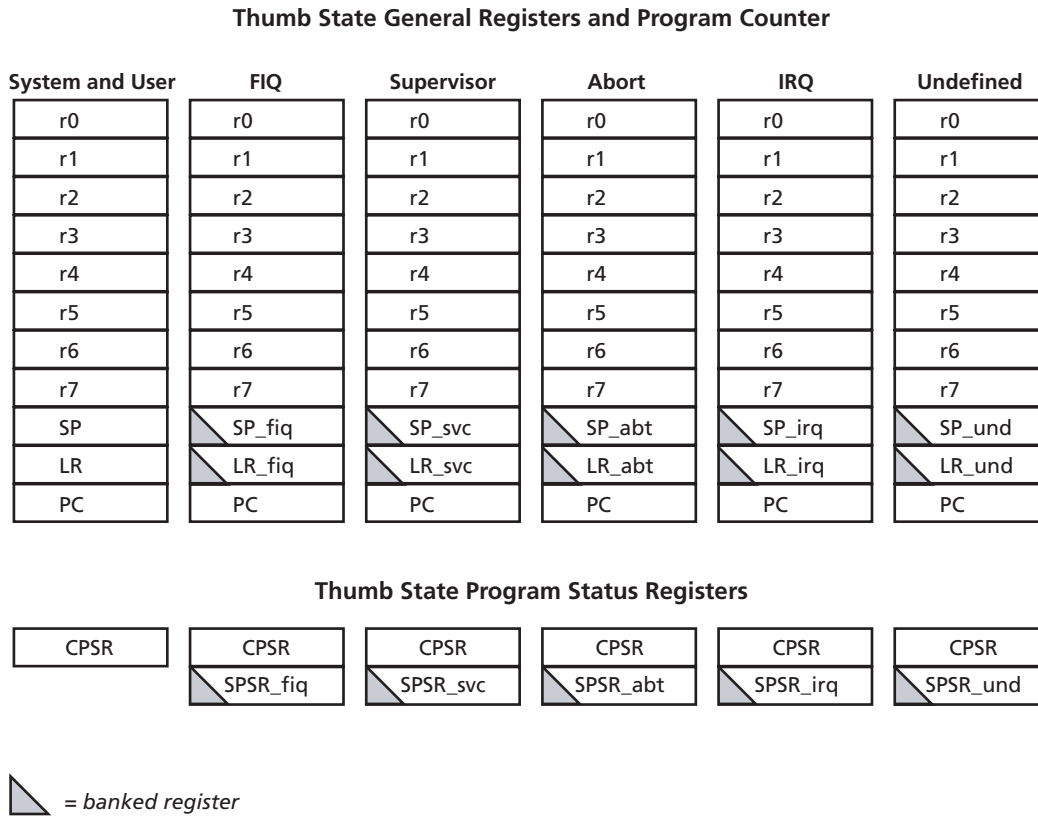 Thumb State General Registers and Program Counter
System and User FIQ Supervisor Abort IRQ Undefined
r0 r0 r0 r0 r0 r0
r1 r1 r1 r1 r1 r1
r2 r2 r2 r2 r2 r2
r3 r3 r3 r3 r3 r3
r4 r4 r4 r4 r4 r4
r5 r5 r5 r5 r5 r5
r6 r6 r6 r6 r6 r6
r7 r7 r7 r7 r7 r7
SP SP_fiq SP_svc SP_abt SP_irq SP_und
LR LR_fiq LR_svc LR_abt LR_irq LR_und
PC PC PC PC PC PC
Thumb State Program Status Registers
CPSR CPSR CPSR CPSR CPSR CPSR
SPSR_fiq SPSR_svc SPSR_abt SPSR_irq SPSR_und
= banked register